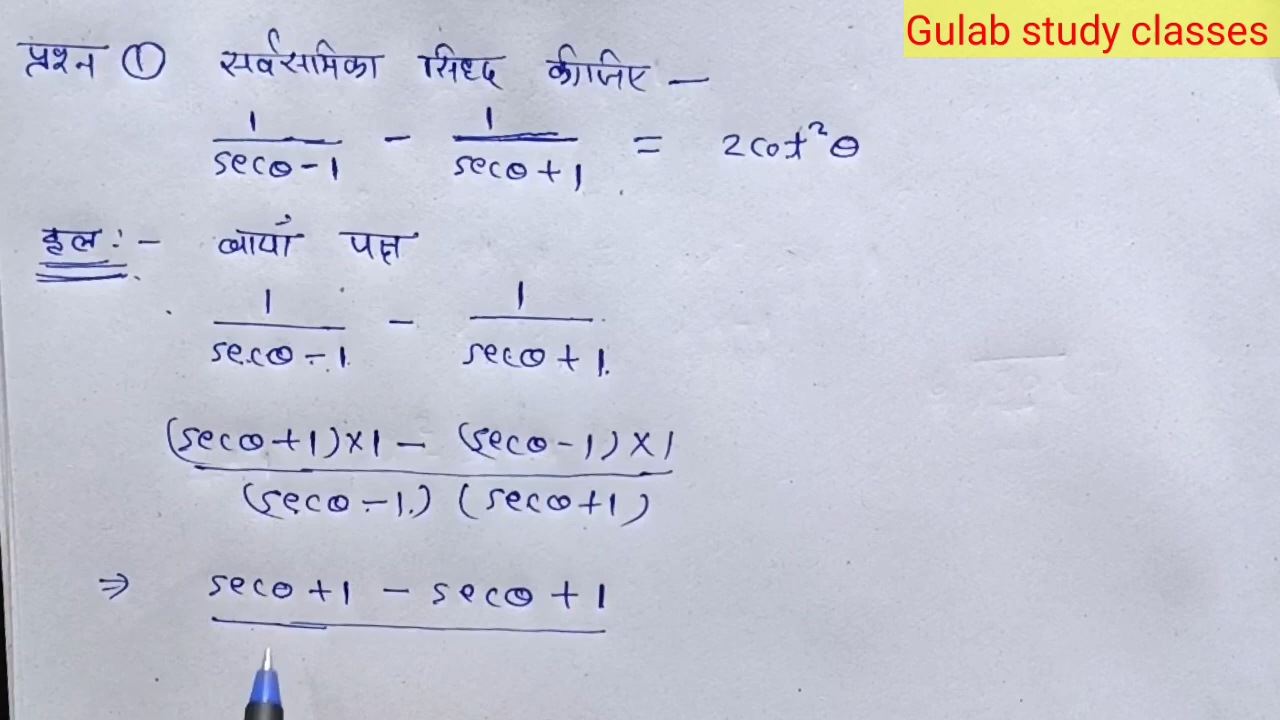 Gulab study classes
प्रश्न ① सर्वसामिका सिध्द कीजिए —
1/(secθ-1) - 1/(secθ+1) = 2cot²θ
हल :- बायाँ पक्ष
1/(secθ-1) - 1/(secθ+1)
((secθ+1)×1 - (secθ-1)×1)/((secθ-1)(secθ+1))
⇒ secθ+1 - secθ+1